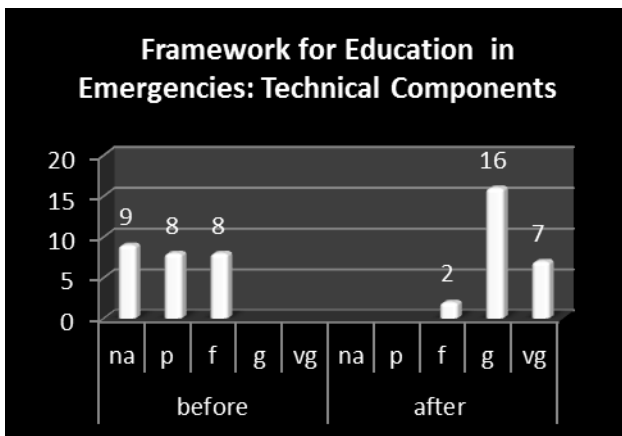 Framework for Education in
Emergencies: Technical Components
20
15
10
5
0
9
8
8
2
16
7
na p f g vg na p f g vg
before after